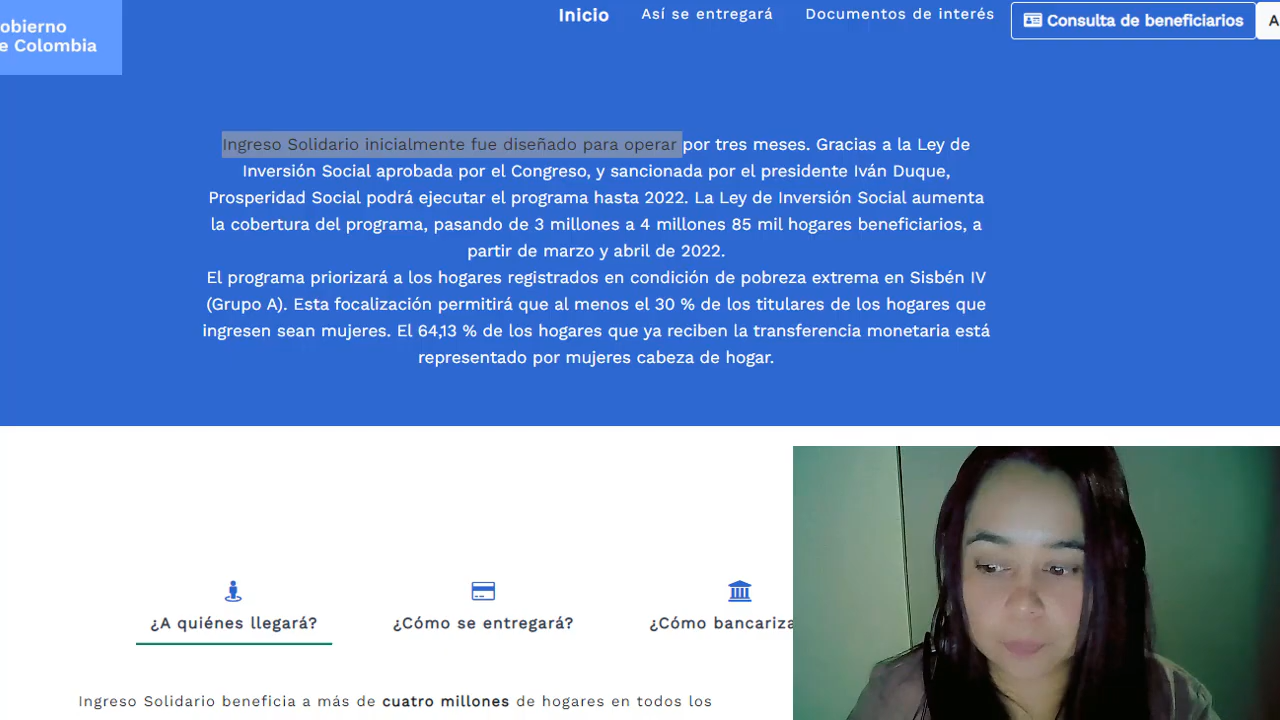 obierno
e Colombia
Inicio
Así se entregará
Documentos de interés
Consulta de beneficiarios
A
Ingreso Solidario inicialmente fue diseñado para operar por tres meses. Gracias a la Ley de
Inversión Social aprobada por el Congreso, y sancionada por el presidente Iván Duque,
Prosperidad Social podrá ejecutar el programa hasta 2022. La Ley de Inversión Social aumenta
la cobertura del programa, pasando de 3 millones a 4 millones 85 mil hogares beneficiarios, a
partir de marzo y abril de 2022.
El programa priorizará a los hogares registrados en condición de pobreza extrema en Sisbén IV
(Grupo A). Esta focalización permitirá que al menos el 30 % de los titulares de los hogares que
ingresen sean mujeres. El 64,13 % de los hogares que ya reciben la transferencia monetaria está
representado por mujeres cabeza de hogar.
¿A quiénes llegará?
¿Cómo se entregará?
¿Cómo bancariza
Ingreso Solidario beneficia a más de cuatro millones de hogares en todos los